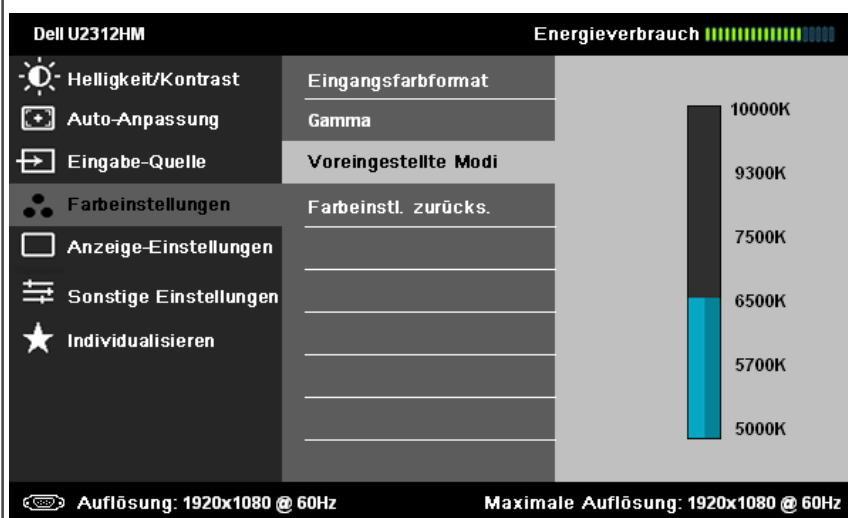 Dell U2312HM
Energieverbrauch
Helligkeit/Kontrast
Auto-Anpassung
Eingabe-Quelle
Farbeinstellungen
Anzeige-Einstellungen
Sonstige Einstellungen
Individualisieren
Eingangsfarbformat
Gamma
Voreingestellte Modi
Farbeinstl. zurücks.
10000K
9300K
7500K
6500K
5700K
5000K
Auflösung: 1920x1080 @ 60Hz
Maximale Auflösung: 1920x1080 @ 60Hz